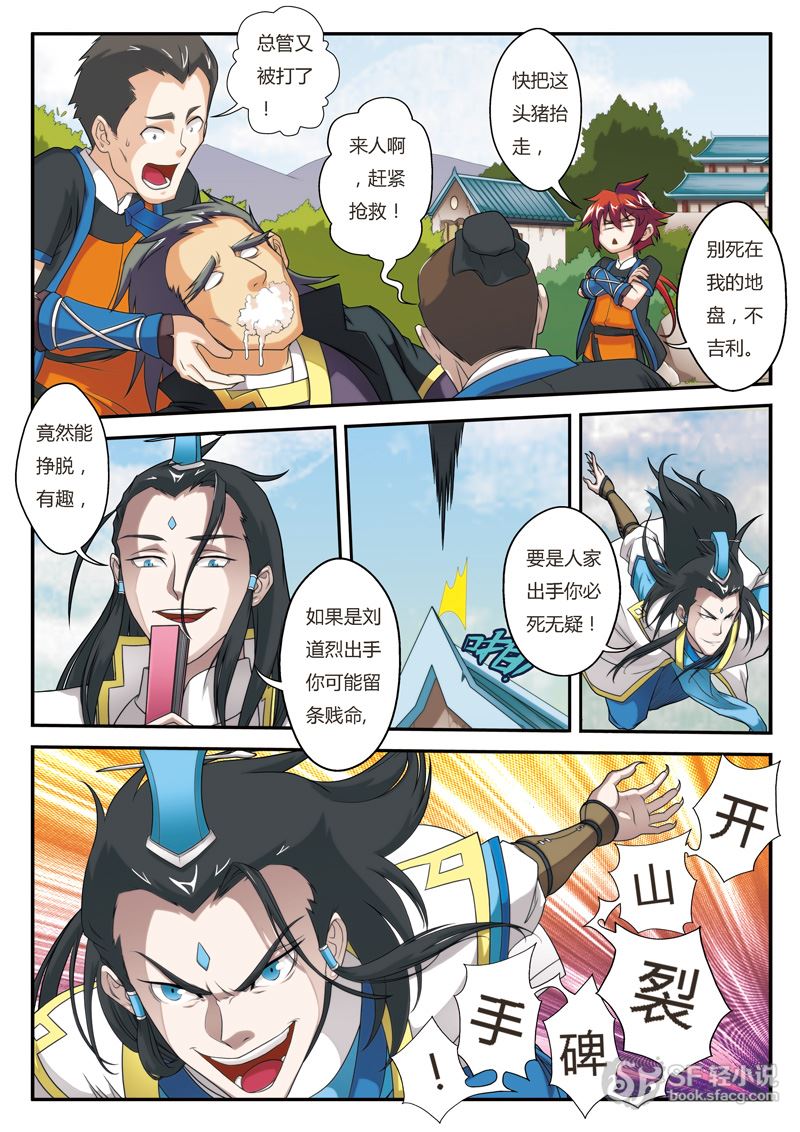 总管又
被打了
！
来人啊
，赶紧
抢救！
快把这
头猪抬
走，
别死在
我的地
盘，不
吉利。
竟然能
挣脱，
有趣，
如果是刘
道烈出手
你可能留
条贱命,
要是人家
出手你必
死无疑！
开
山
裂
碑
手
！
SF 轻小说
book.sfacg.com